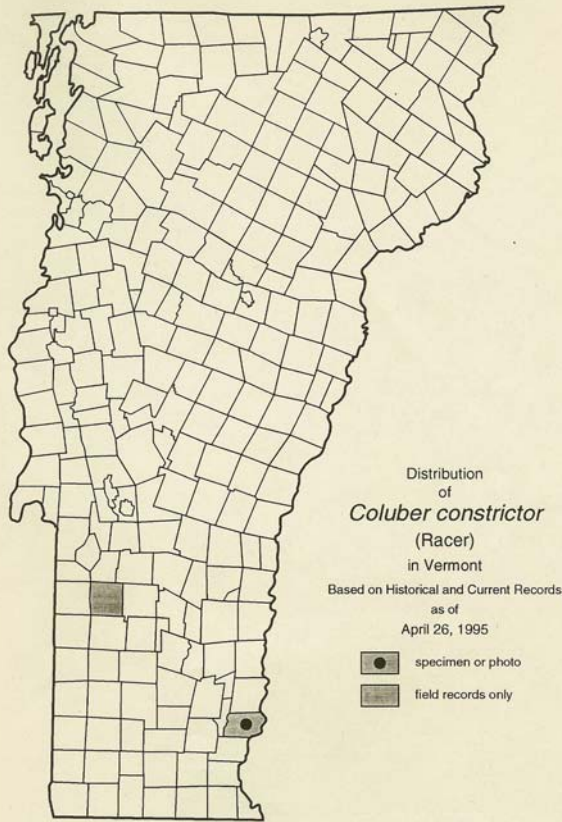 Distribution
of
Coluber constrictor
(Racer)
in Vermont
Based on Historical and Current Records
as of
April 26, 1995
specimen or photo
field records only